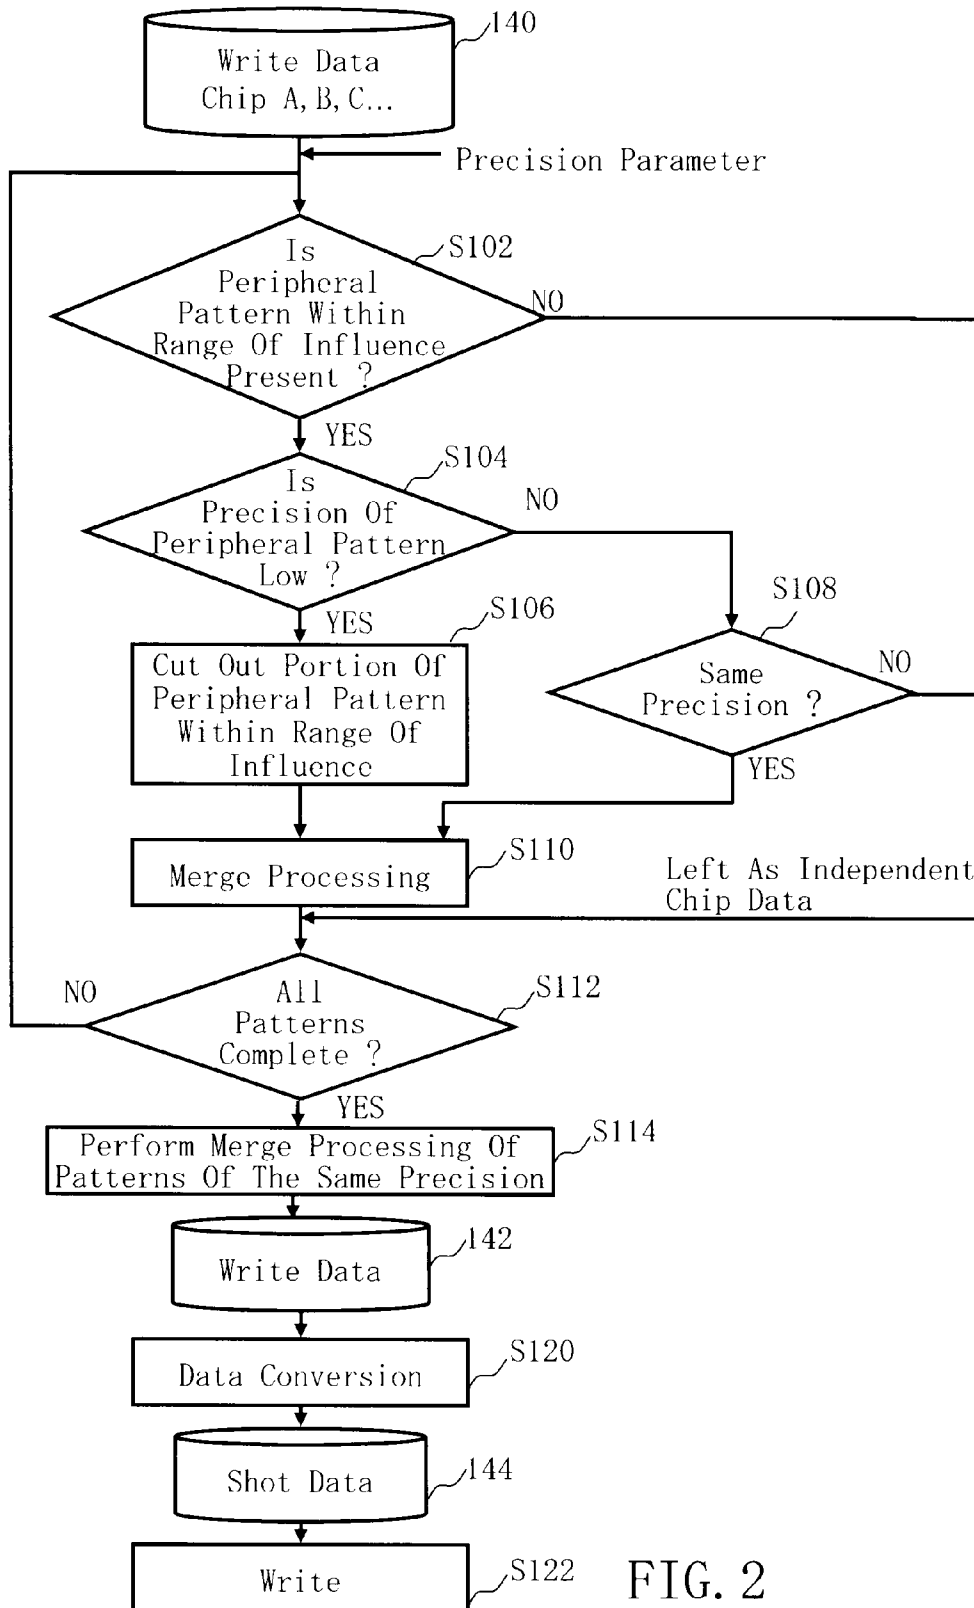 140
Write Data
Chip A, B, C...
Precision Parameter
S102
Is
Peripheral
Pattern Within
Range Of Influence
Present ?
NO
YES
S104
Is
Precision Of
Peripheral Pattern
Low ?
NO
YES
S106
Cut Out Portion Of
Peripheral Pattern
Within Range Of
Influence
S108
Same
Precision ?
NO
YES
S110
Merge Processing
Left As Independent
Chip Data
NO
S112
All
Patterns
Complete ?
YES
S114
Perform Merge Processing Of
Patterns Of The Same Precision
142
Write Data
S120
Data Conversion
144
Shot Data
S122
Write
FIG. 2